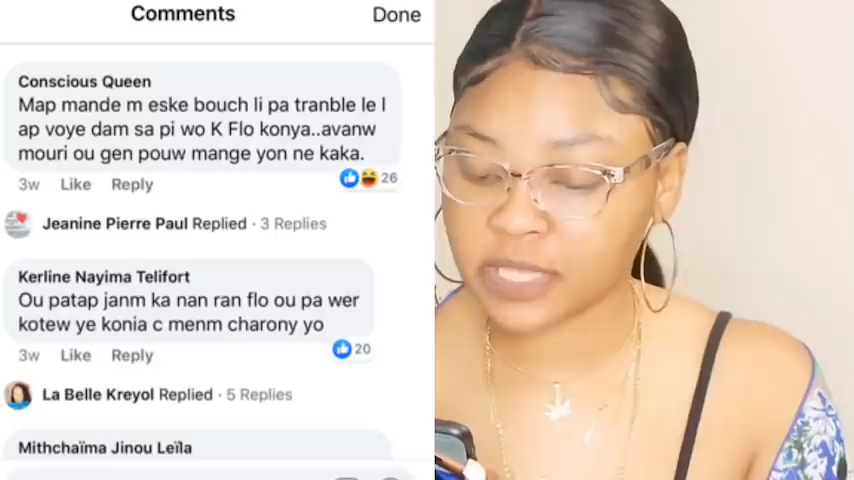 Comments
Done
Conscious Queen
Map mande m eske bouch li pa tranble le l
ap voye dam sa pi wo K Flo konya..avanw
mouri ou gen pouw mange yon ne kaka.
3w Like Reply
26
Jeanine Pierre Paul Replied · 3 Replies
Kerline Nayima Telifort
Ou patap janm ka nan ran flo ou pa wer
kotew ye konia c menm charony yo
3w Like Reply
20
La Belle Kreyol Replied · 5 Replies
Mithchaïma Jinou Leïla